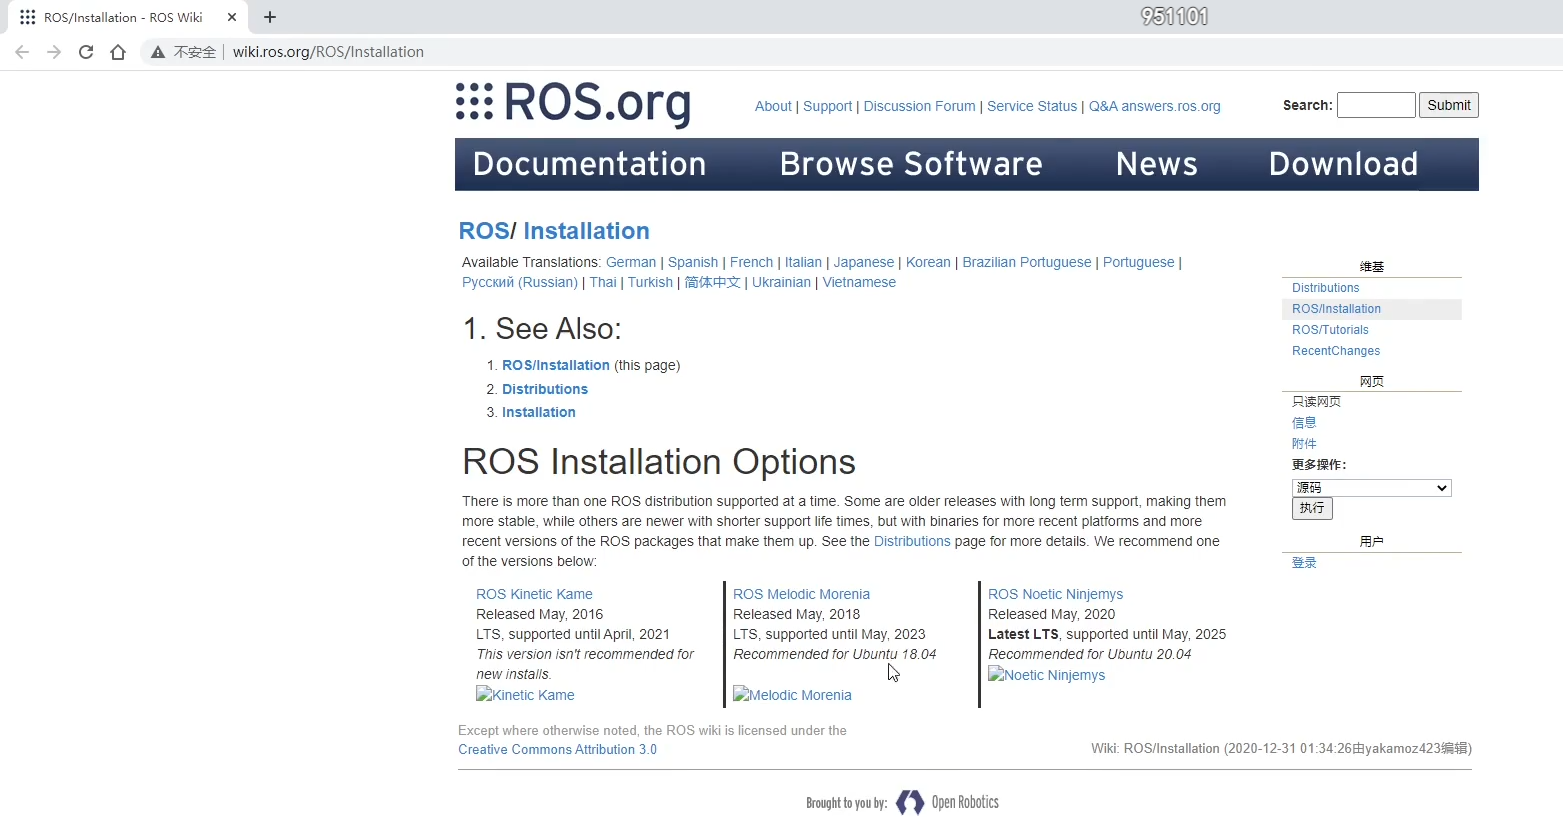 ROS/Installation - ROS Wiki
951101
不安全 wiki.ros.org/ROS/Installation
ROS.org
About | Support | Discussion Forum | Service Status | Q&A answers.ros.org
Search: Submit
Documentation Browse Software News Download
ROS/ Installation
Available Translations: German | Spanish | French | Italian | Japanese | Korean | Brazilian Portuguese | Portuguese |
Русский (Russian) | Thai | Turkish | 简体中文 | Ukrainian | Vietnamese
1. See Also:
1. ROS/Installation (this page)
2. Distributions
3. Installation
ROS Installation Options
There is more than one ROS distribution supported at a time. Some are older releases with long term support, making them
more stable, while others are newer with shorter support life times, but with binaries for more recent platforms and more
recent versions of the ROS packages that make them up. See the Distributions page for more details. We recommend one
of the versions below:
ROS Kinetic Kame
Released May, 2016
LTS, supported until April, 2021
This version isn't recommended for
new installs.
Kinetic Kame
ROS Melodic Morenia
Released May, 2018
LTS, supported until May, 2023
Recommended for Ubuntu 18.04
Melodic Morenia
ROS Noetic Ninjemys
Released May, 2020
Latest LTS, supported until May, 2025
Recommended for Ubuntu 20.04
Noetic Ninjemys
维基
Distributions
ROS/Installation
ROS/Tutorials
RecentChanges
网页
只读网页
信息
附件
更多操作:
源码
执行
用户
登录
Except where otherwise noted, the ROS wiki is licensed under the
Creative Commons Attribution 3.0
Wiki: ROS/Installation (2020-12-31 01:34:26由yakamoz423编辑)
Brought to you by: Open Robotics